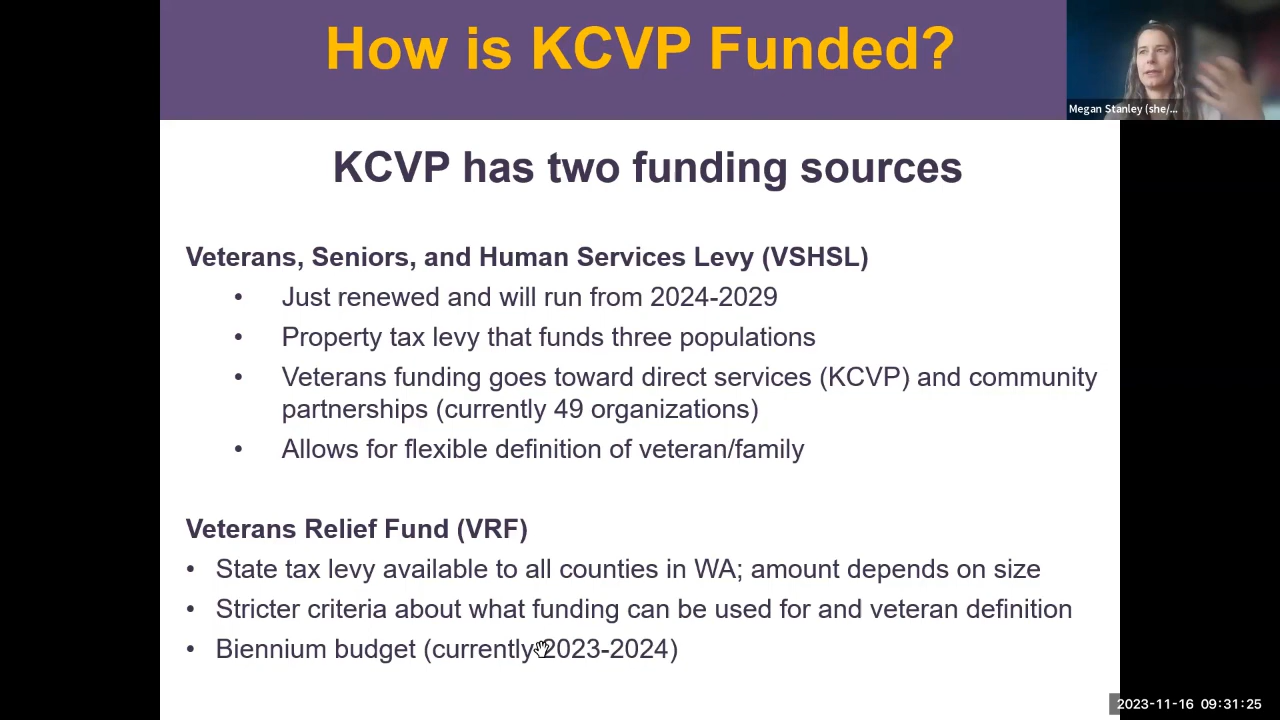 How is KCVP Funded?
Megan Stanley (she/...
KCVP has two funding sources
Veterans, Seniors, and Human Services Levy (VSHSL)
• Just renewed and will run from 2024-2029
• Property tax levy that funds three populations
• Veterans funding goes toward direct services (KCVP) and community
partnerships (currently 49 organizations)
• Allows for flexible definition of veteran/family
Veterans Relief Fund (VRF)
• State tax levy available to all counties in WA; amount depends on size
• Stricter criteria about what funding can be used for and veteran definition
• Biennium budget (currently 2023-2024)
2023-11-16 09:31:25